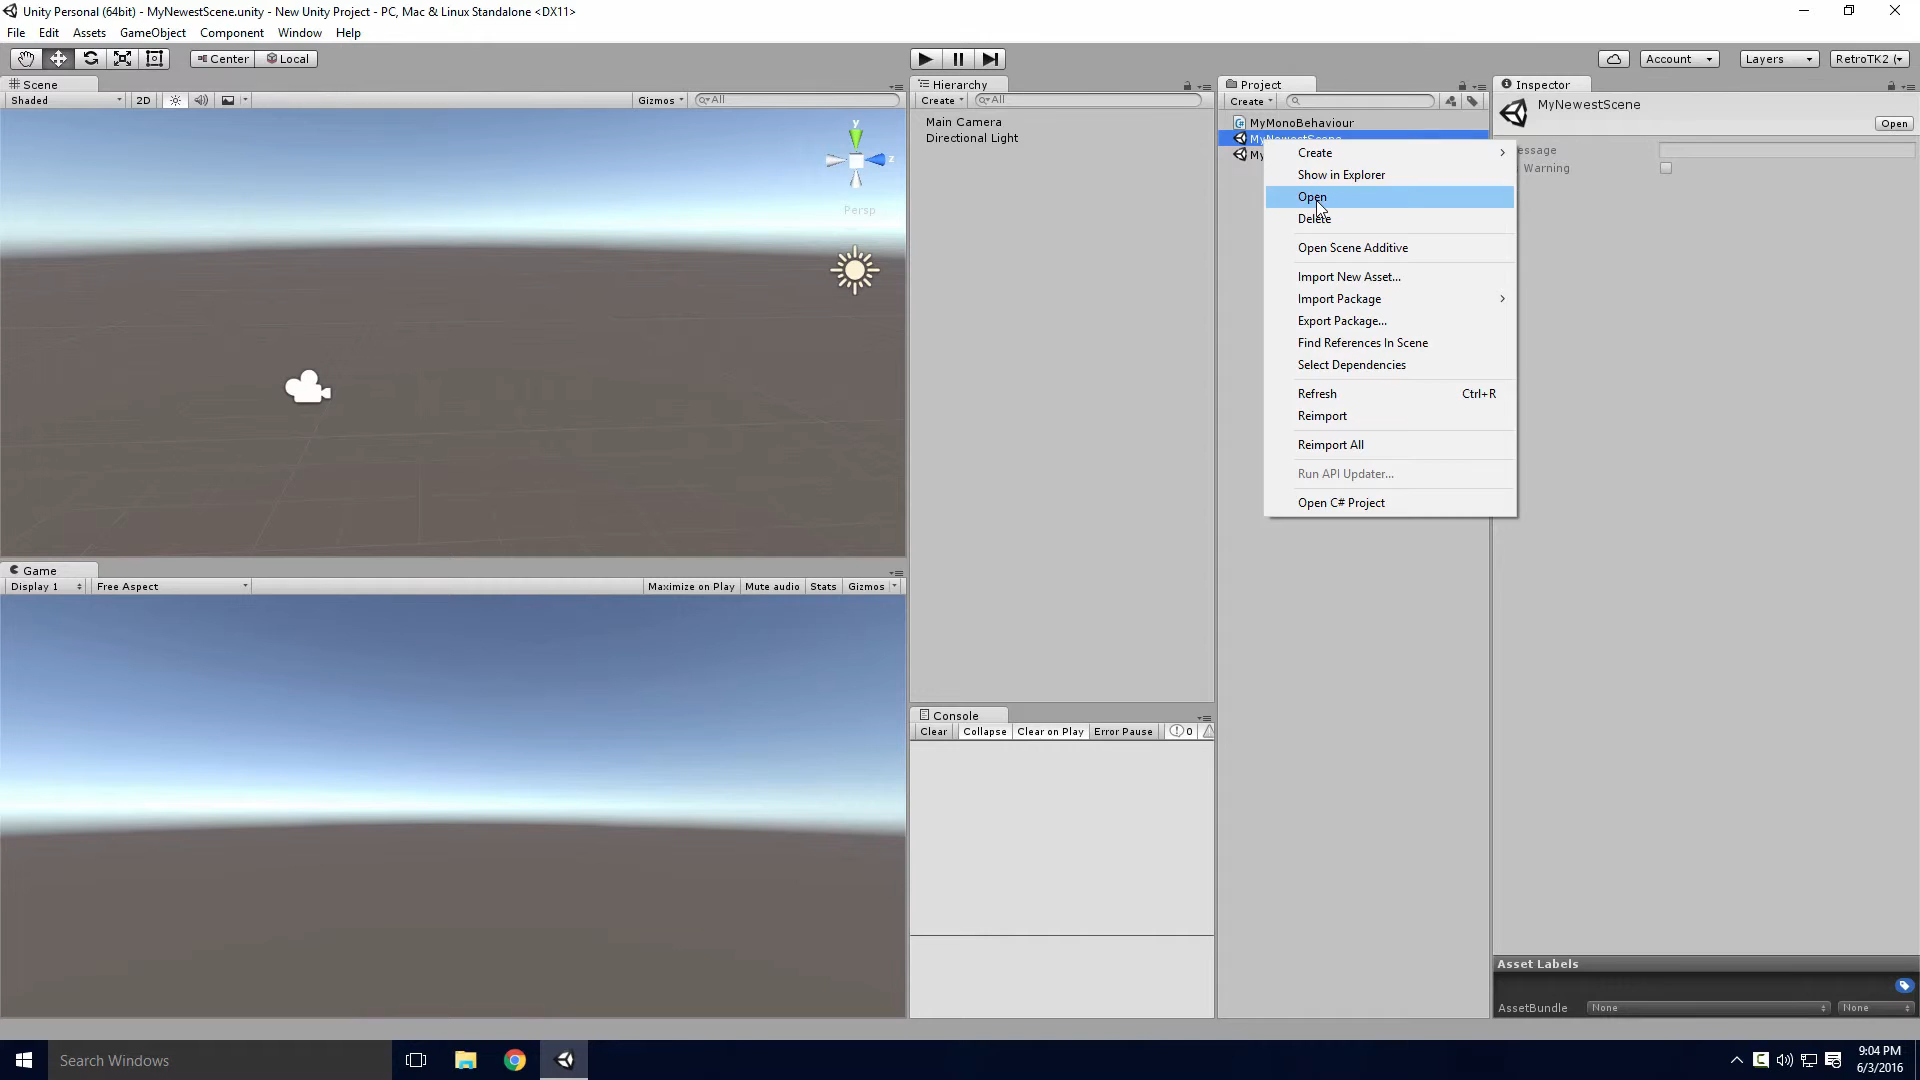 Unity Personal (64bit) - MyNewestScene.unity - New Unity Project - PC, Mac & Linux Standalone <DX11>
File Edit Assets GameObject Component Window Help
Center Local
Account Layers RetroTK2 (
Scene
Shaded 2D Gizmos All
y
z
Persp
Game
Display 1 Free Aspect Maximize on Play Mute audio Stats Gizmos
Hierarchy
Create All
Main Camera
Directional Light
Console
Clear Collapse Clear on Play Error Pause 0
Project
Create
MyMonoBehaviour
MyNewestScene
My
Create
Show in Explorer
Open
Delete
Open Scene Additive
Import New Asset...
Import Package
Export Package...
Find References In Scene
Select Dependencies
Refresh Ctrl+R
Reimport
Reimport All
Run API Updater...
Open C# Project
Inspector
MyNewestScene
Open
essage
Warning
Asset Labels
AssetBundle None None
Search Windows
9:04 PM
6/3/2016